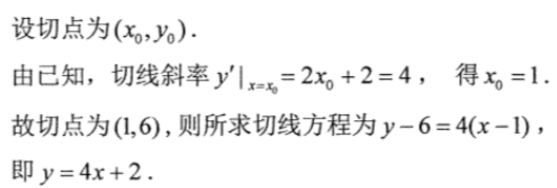 设切点为(x₀,y₀).
由已知，切线斜率 y′|ₓ₌ₓ₀=2x₀+2=4， 得 x₀=1.
故切点为(1,6),则所求切线方程为 y−6=4(x−1)，
即 y=4x+2.